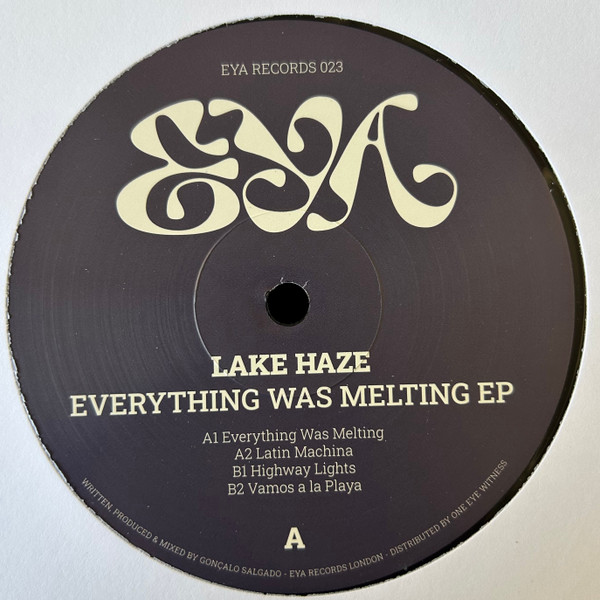 EYA RECORDS 023
EYA
LAKE HAZE
EVERYTHING WAS MELTING EP
A1 Everything Was Melting
A2 Latin Machina
B1 Highway Lights
B2 Vamos a la Playa
A
WRITTEN, PRODUCED & MIXED BY GONÇALO SALGADO - EYA RECORDS LONDON - DISTRIBUTED BY ONE EYE WITNESS